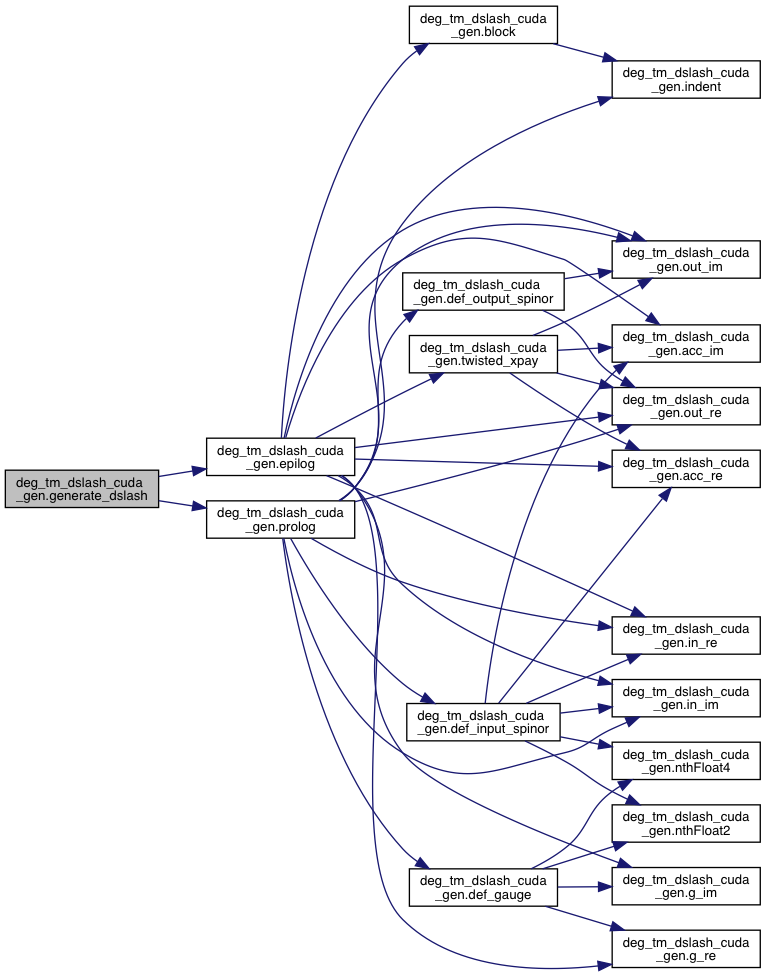 deg_tm_dslash_cuda
_gen.block
deg_tm_dslash_cuda
_gen.indent
deg_tm_dslash_cuda
_gen.out_im
deg_tm_dslash_cuda
_gen.def_output_spinor
deg_tm_dslash_cuda
_gen.acc_im
deg_tm_dslash_cuda
_gen.twisted_xpay
deg_tm_dslash_cuda
_gen.out_re
deg_tm_dslash_cuda
_gen.epilog
deg_tm_dslash_cuda
_gen.acc_re
deg_tm_dslash_cuda
_gen.generate_dslash
deg_tm_dslash_cuda
_gen.prolog
deg_tm_dslash_cuda
_gen.in_re
deg_tm_dslash_cuda
_gen.in_im
deg_tm_dslash_cuda
_gen.def_input_spinor
deg_tm_dslash_cuda
_gen.nthFloat4
deg_tm_dslash_cuda
_gen.nthFloat2
deg_tm_dslash_cuda
_gen.def_gauge
deg_tm_dslash_cuda
_gen.g_im
deg_tm_dslash_cuda
_gen.g_re